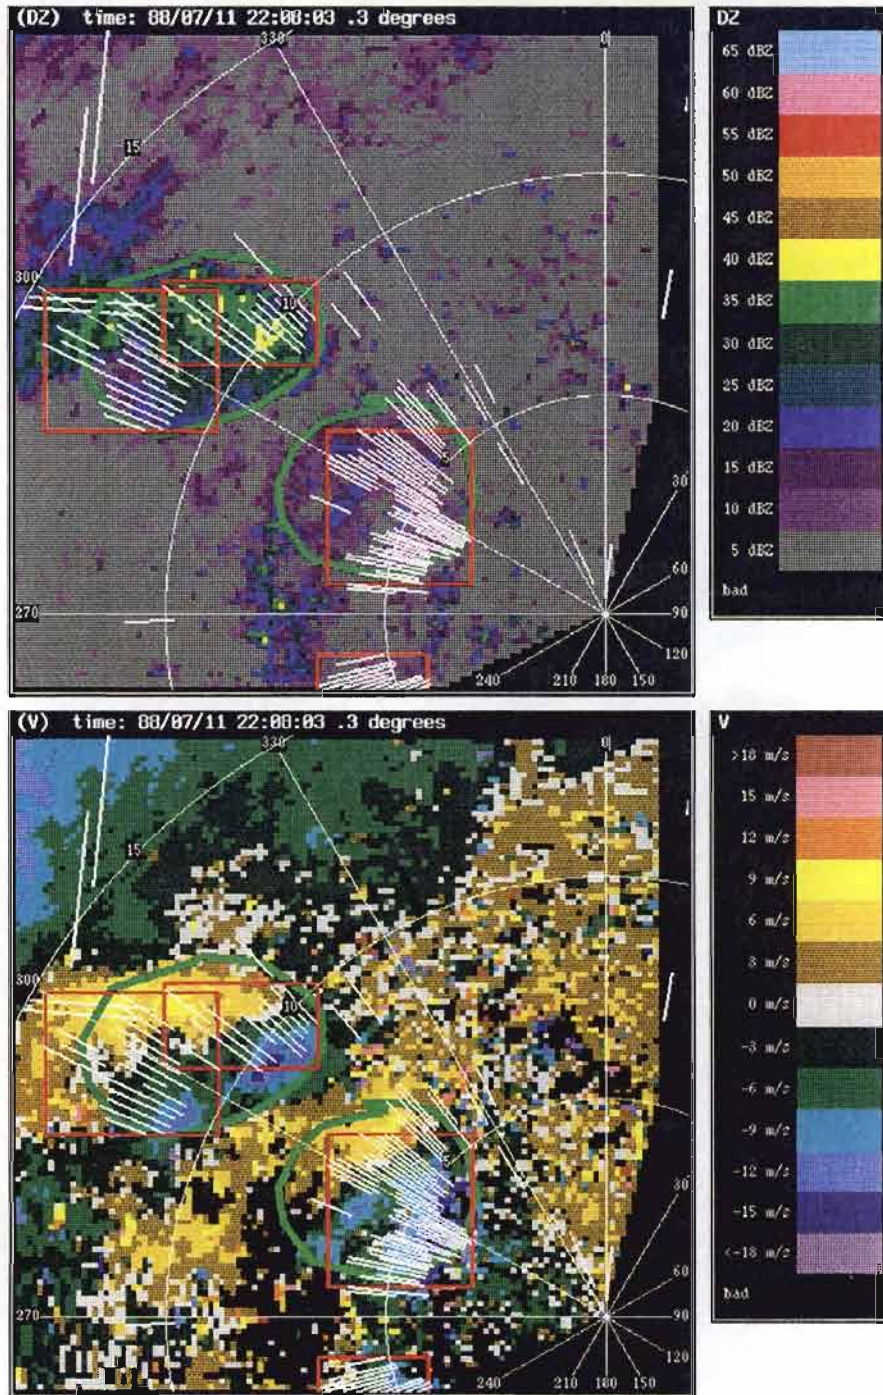 (DZ) time: 88/07/11 22:08:03 .3 degrees
330
0
15
300
10
5
30
60
270
90
120
240
210
180
150
DZ
65 dBZ
60 dBZ
55 dBZ
50 dBZ
45 dBZ
40 dBZ
35 dBZ
30 dBZ
25 dBZ
20 dBZ
15 dBZ
10 dBZ
5 dBZ
bad
(V) time: 88/07/11 22:08:03 .3 degrees
330
0
15
300
10
5
30
60
270
90
120
240
210
180
150
V
>18 m/s
15 m/s
12 m/s
9 m/s
6 m/s
3 m/s
0 m/s
-3 m/s
-6 m/s
-9 m/s
-12 m/s
-15 m/s
<-18 m/s
bad